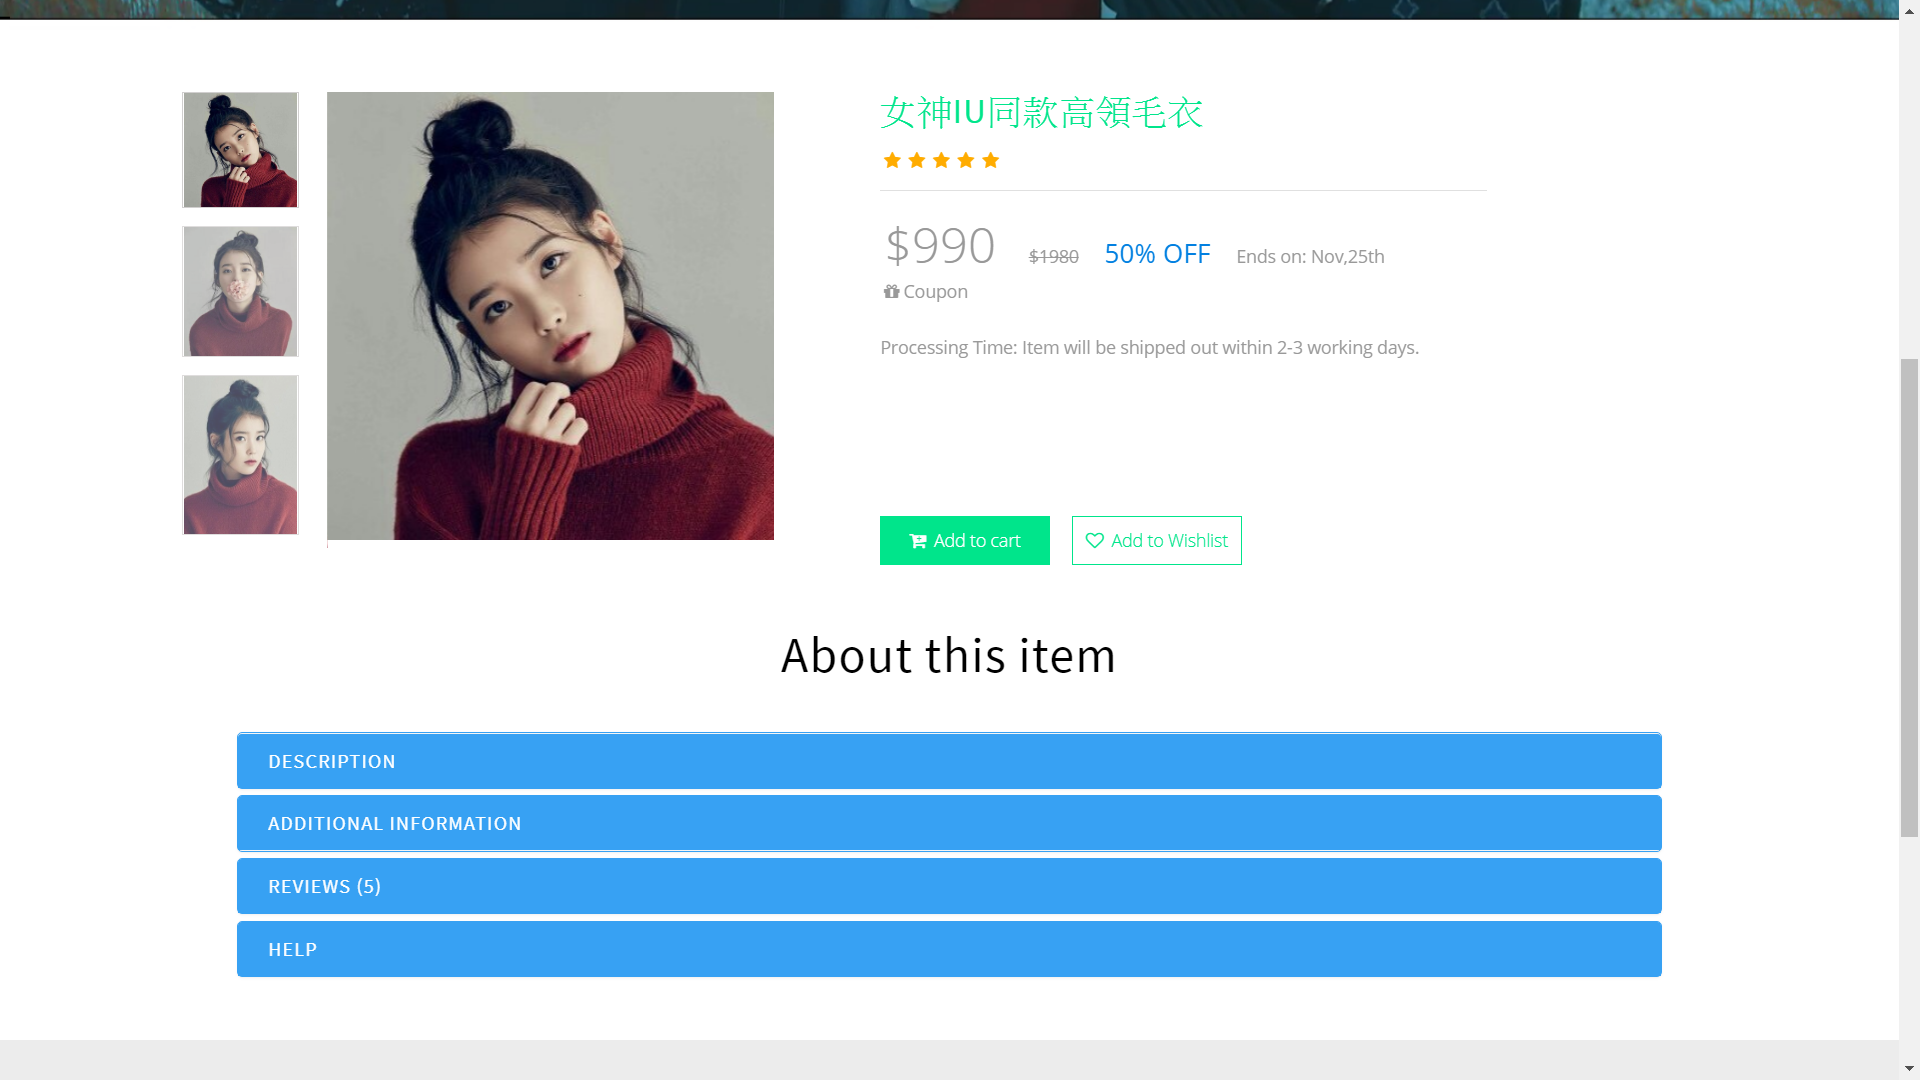 女神IU同款高領毛衣
$990 $1980 50% OFF Ends on: Nov,25th
Coupon
Processing Time: Item will be shipped out within 2-3 working days.
Add to cart Add to Wishlist
About this item
DESCRIPTION
ADDITIONAL INFORMATION
REVIEWS (5)
HELP